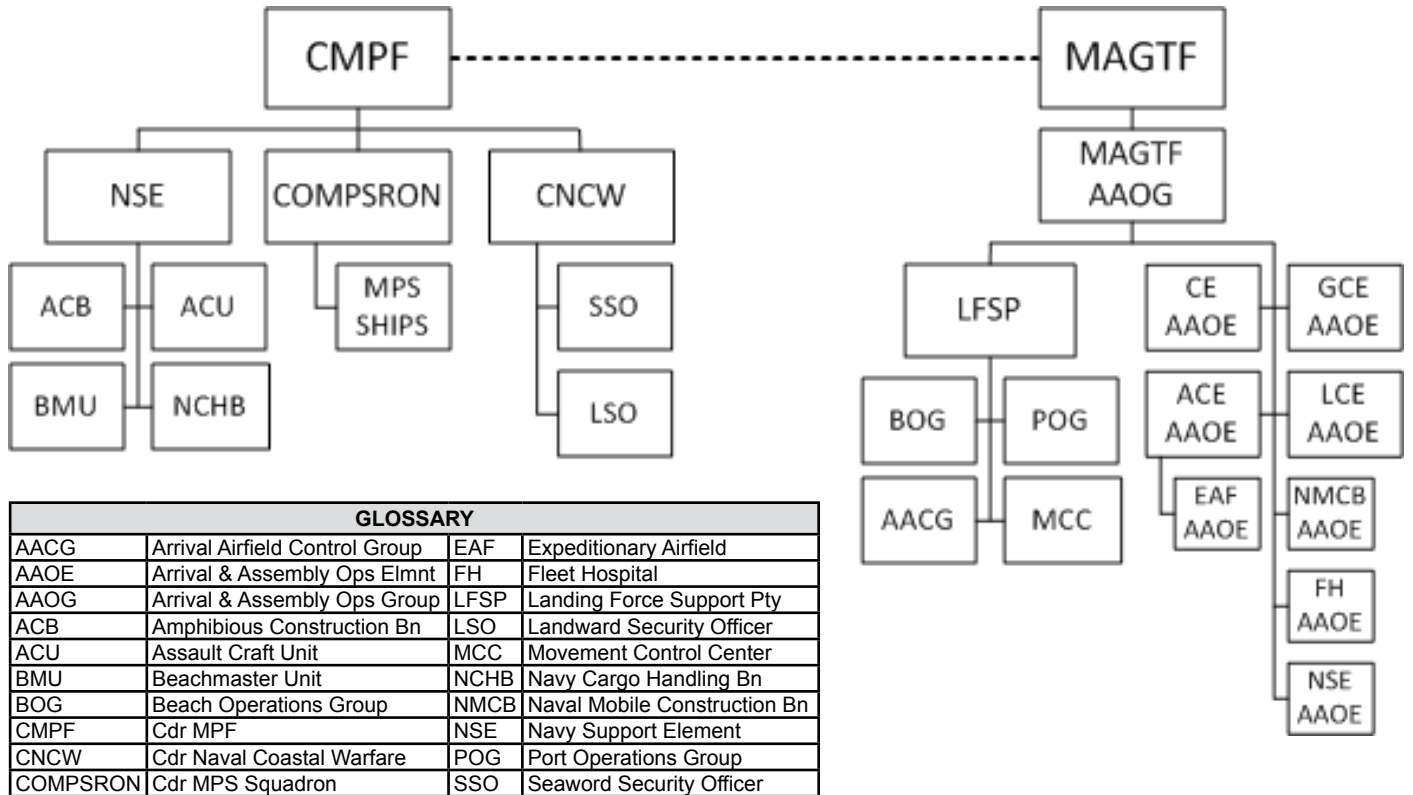 CMPF
MAGTF
NSE
COMPSRON
CNCW
MAGTF
AAOG
ACB
ACU
MPS
SHIPS
SSO
BMU
NCHB
LSO
LFSP
CE
AAOE
GCE
AAOE
BOG
POG
ACE
AAOE
LCE
AAOE
AACG
MCC
EAF
AAOE
NMCB
AAOE
FH
AAOE
NSE
AAOE
GLOSSARY
AACG Arrival Airfield Control Group EAF Expeditionary Airfield
AAOE Arrival & Assembly Ops Elmnt FH Fleet Hospital
AAOG Arrival & Assembly Ops Group LFSP Landing Force Support Pty
ACB Amphibious Construction Bn LSO Landward Security Officer
ACU Assault Craft Unit MCC Movement Control Center
BMU Beachmaster Unit NCHB Navy Cargo Handling Bn
BOG Beach Operations Group NMCB Naval Mobile Construction Bn
CMPF Cdr MPF NSE Navy Support Element
CNCW Cdr Naval Coastal Warfare POG Port Operations Group
COMPSRON Cdr MPS Squadron SSO Seaword Security Officer